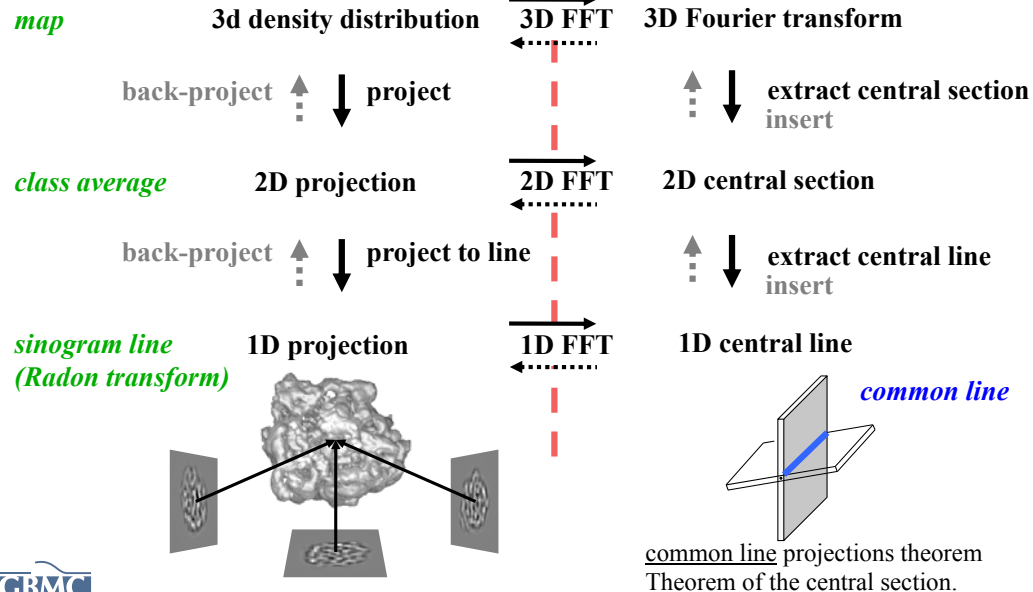 map 3d density distribution 3D FFT 3D Fourier transform
back-project project extract central section
insert
class average 2D projection 2D FFT 2D central section
back-project project to line extract central line
insert
sinogram line 1D projection 1D FFT 1D central line
(Radon transform)
common line
common line projections theorem
Theorem of the central section.
GBMC